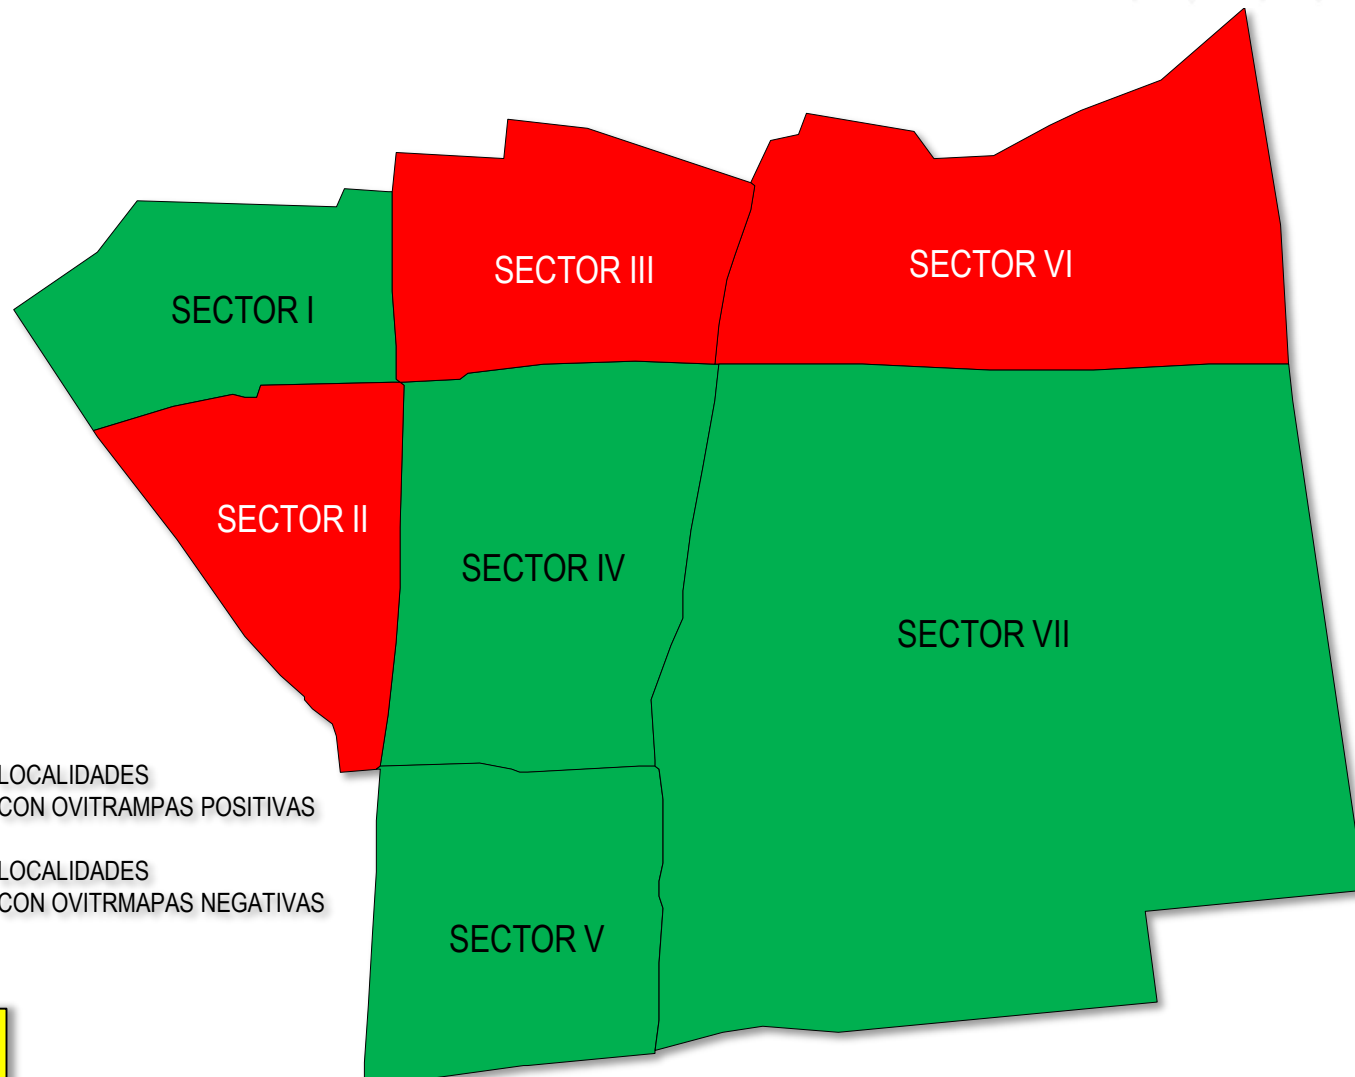 SECTOR VI
SECTOR III
SECTOR I
SECTOR II
SECTOR IV
SECTOR VII
LOCALIDADES
CON OVITRAMPAS POSITIVAS
LOCALIDADES
CON OVITRMAPAS NEGATIVAS
SECTOR V